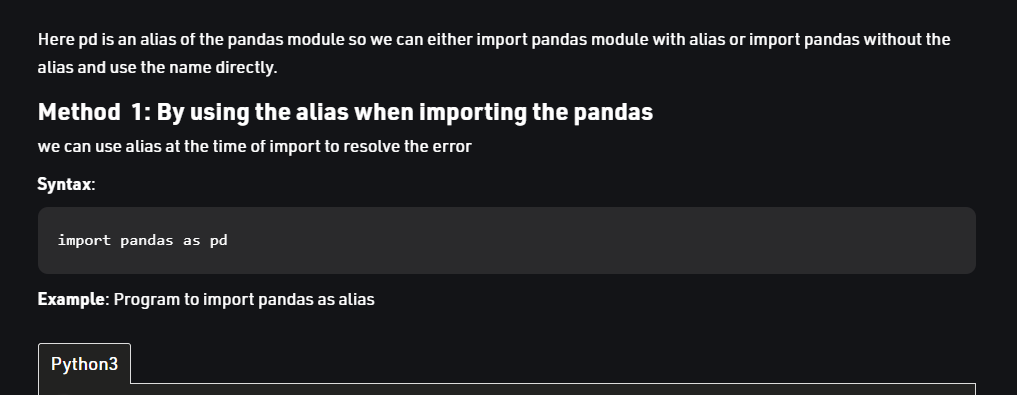 Here pd is an alias of the pandas module so we can either import pandas module with alias or import pandas without the
alias and use the name directly.
Method 1: By using the alias when importing the pandas
we can use alias at the time of import to resolve the error
Syntax:
import pandas as pd
Example: Program to import pandas as alias
Python3